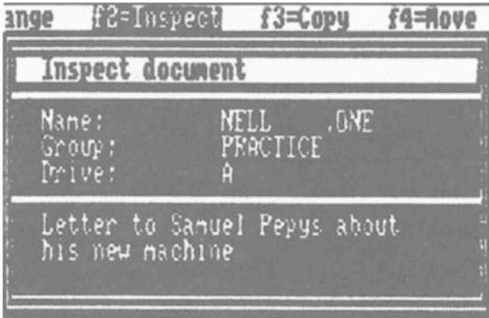 ange f2=Inspect f3=Copy f4=Move
Inspect document
Name: NELL .ONE
Group: PRACTICE
Drive: A
Letter to Samuel Pepys about
his new machine